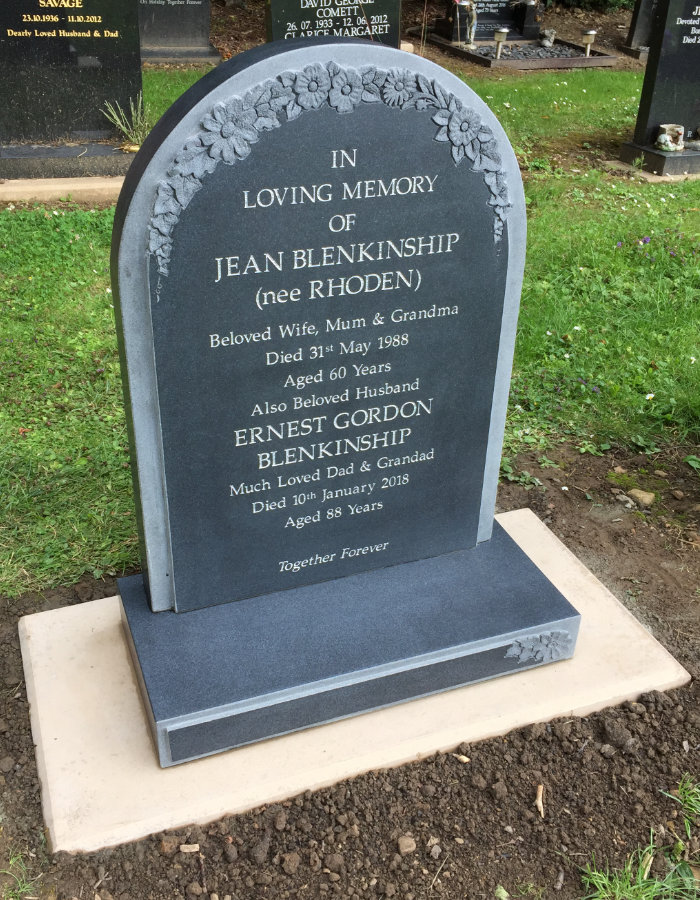 SAVAGE
23.10.1936 - 11.10.2012
Dearly Loved Husband & Dad
Together In Love
DAVID GEORGE
COMETT
26.07.1933 - 12.06.2012
CLARICE MARGARET
IN
LOVING MEMORY
OF
JEAN BLENKINSHIP
(nee RHODEN)
Beloved Wife, Mum & Grandma
Died 31st May 1988
Aged 60 Years
Also Beloved Husband
ERNEST GORDON
BLENKINSHIP
Much Loved Dad & Grandad
Died 10th January 2018
Aged 88 Years
Together Forever